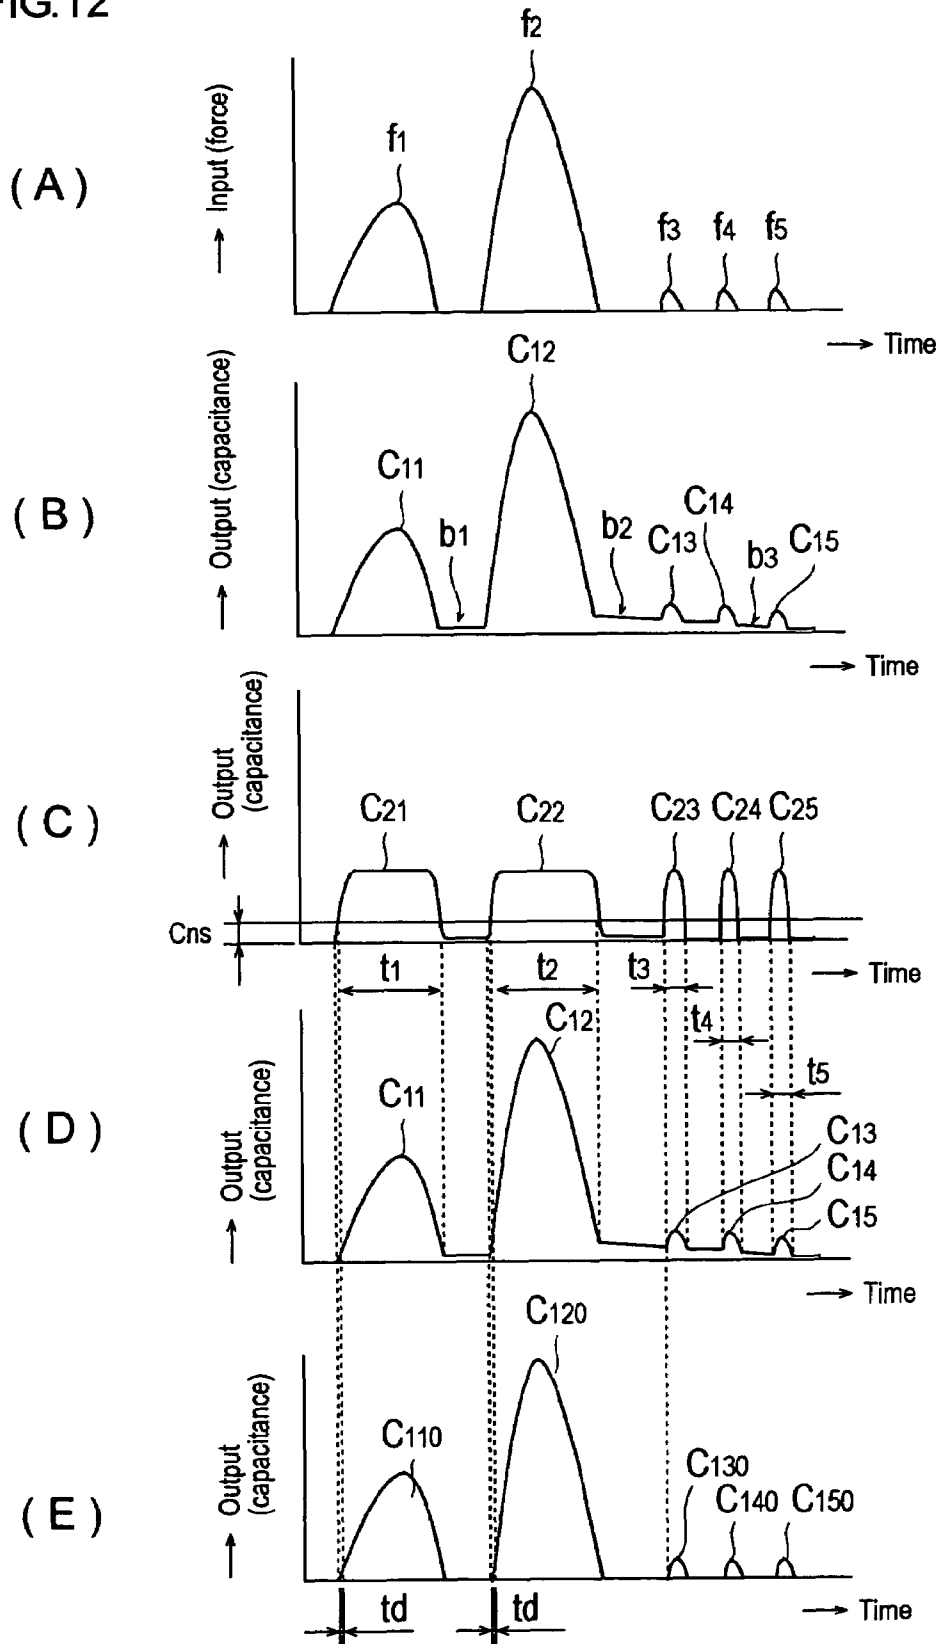 FIG. 12
(A)
Input (force)
f1
f2
f3 f4 f5
Time
(B)
Output (capacitance)
C11
b1
C12
b2
C13
C14
b3
C15
Time
(C)
Output
(capacitance)
C21
C22
C23 C24 C25
Cns
t1
t2
t3
t4
t5
Time
(D)
Output
(capacitance)
C11
C12
C13
C14
C15
Time
(E)
Output
(capacitance)
C110
C120
C130
C140 C150
td
td
Time